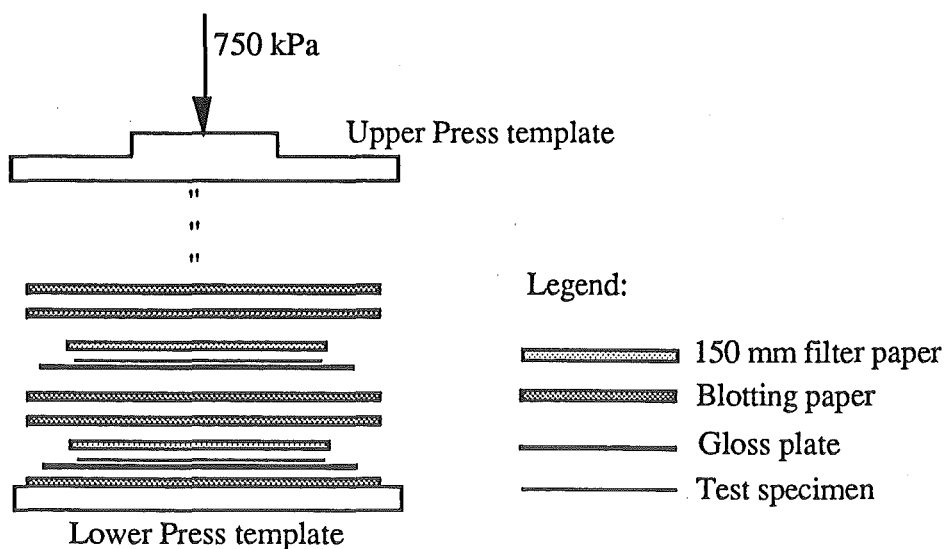 750 kPa
Upper Press template
"
"
"
Legend:
150 mm filter paper
Blotting paper
Gloss plate
Test specimen
Lower Press template